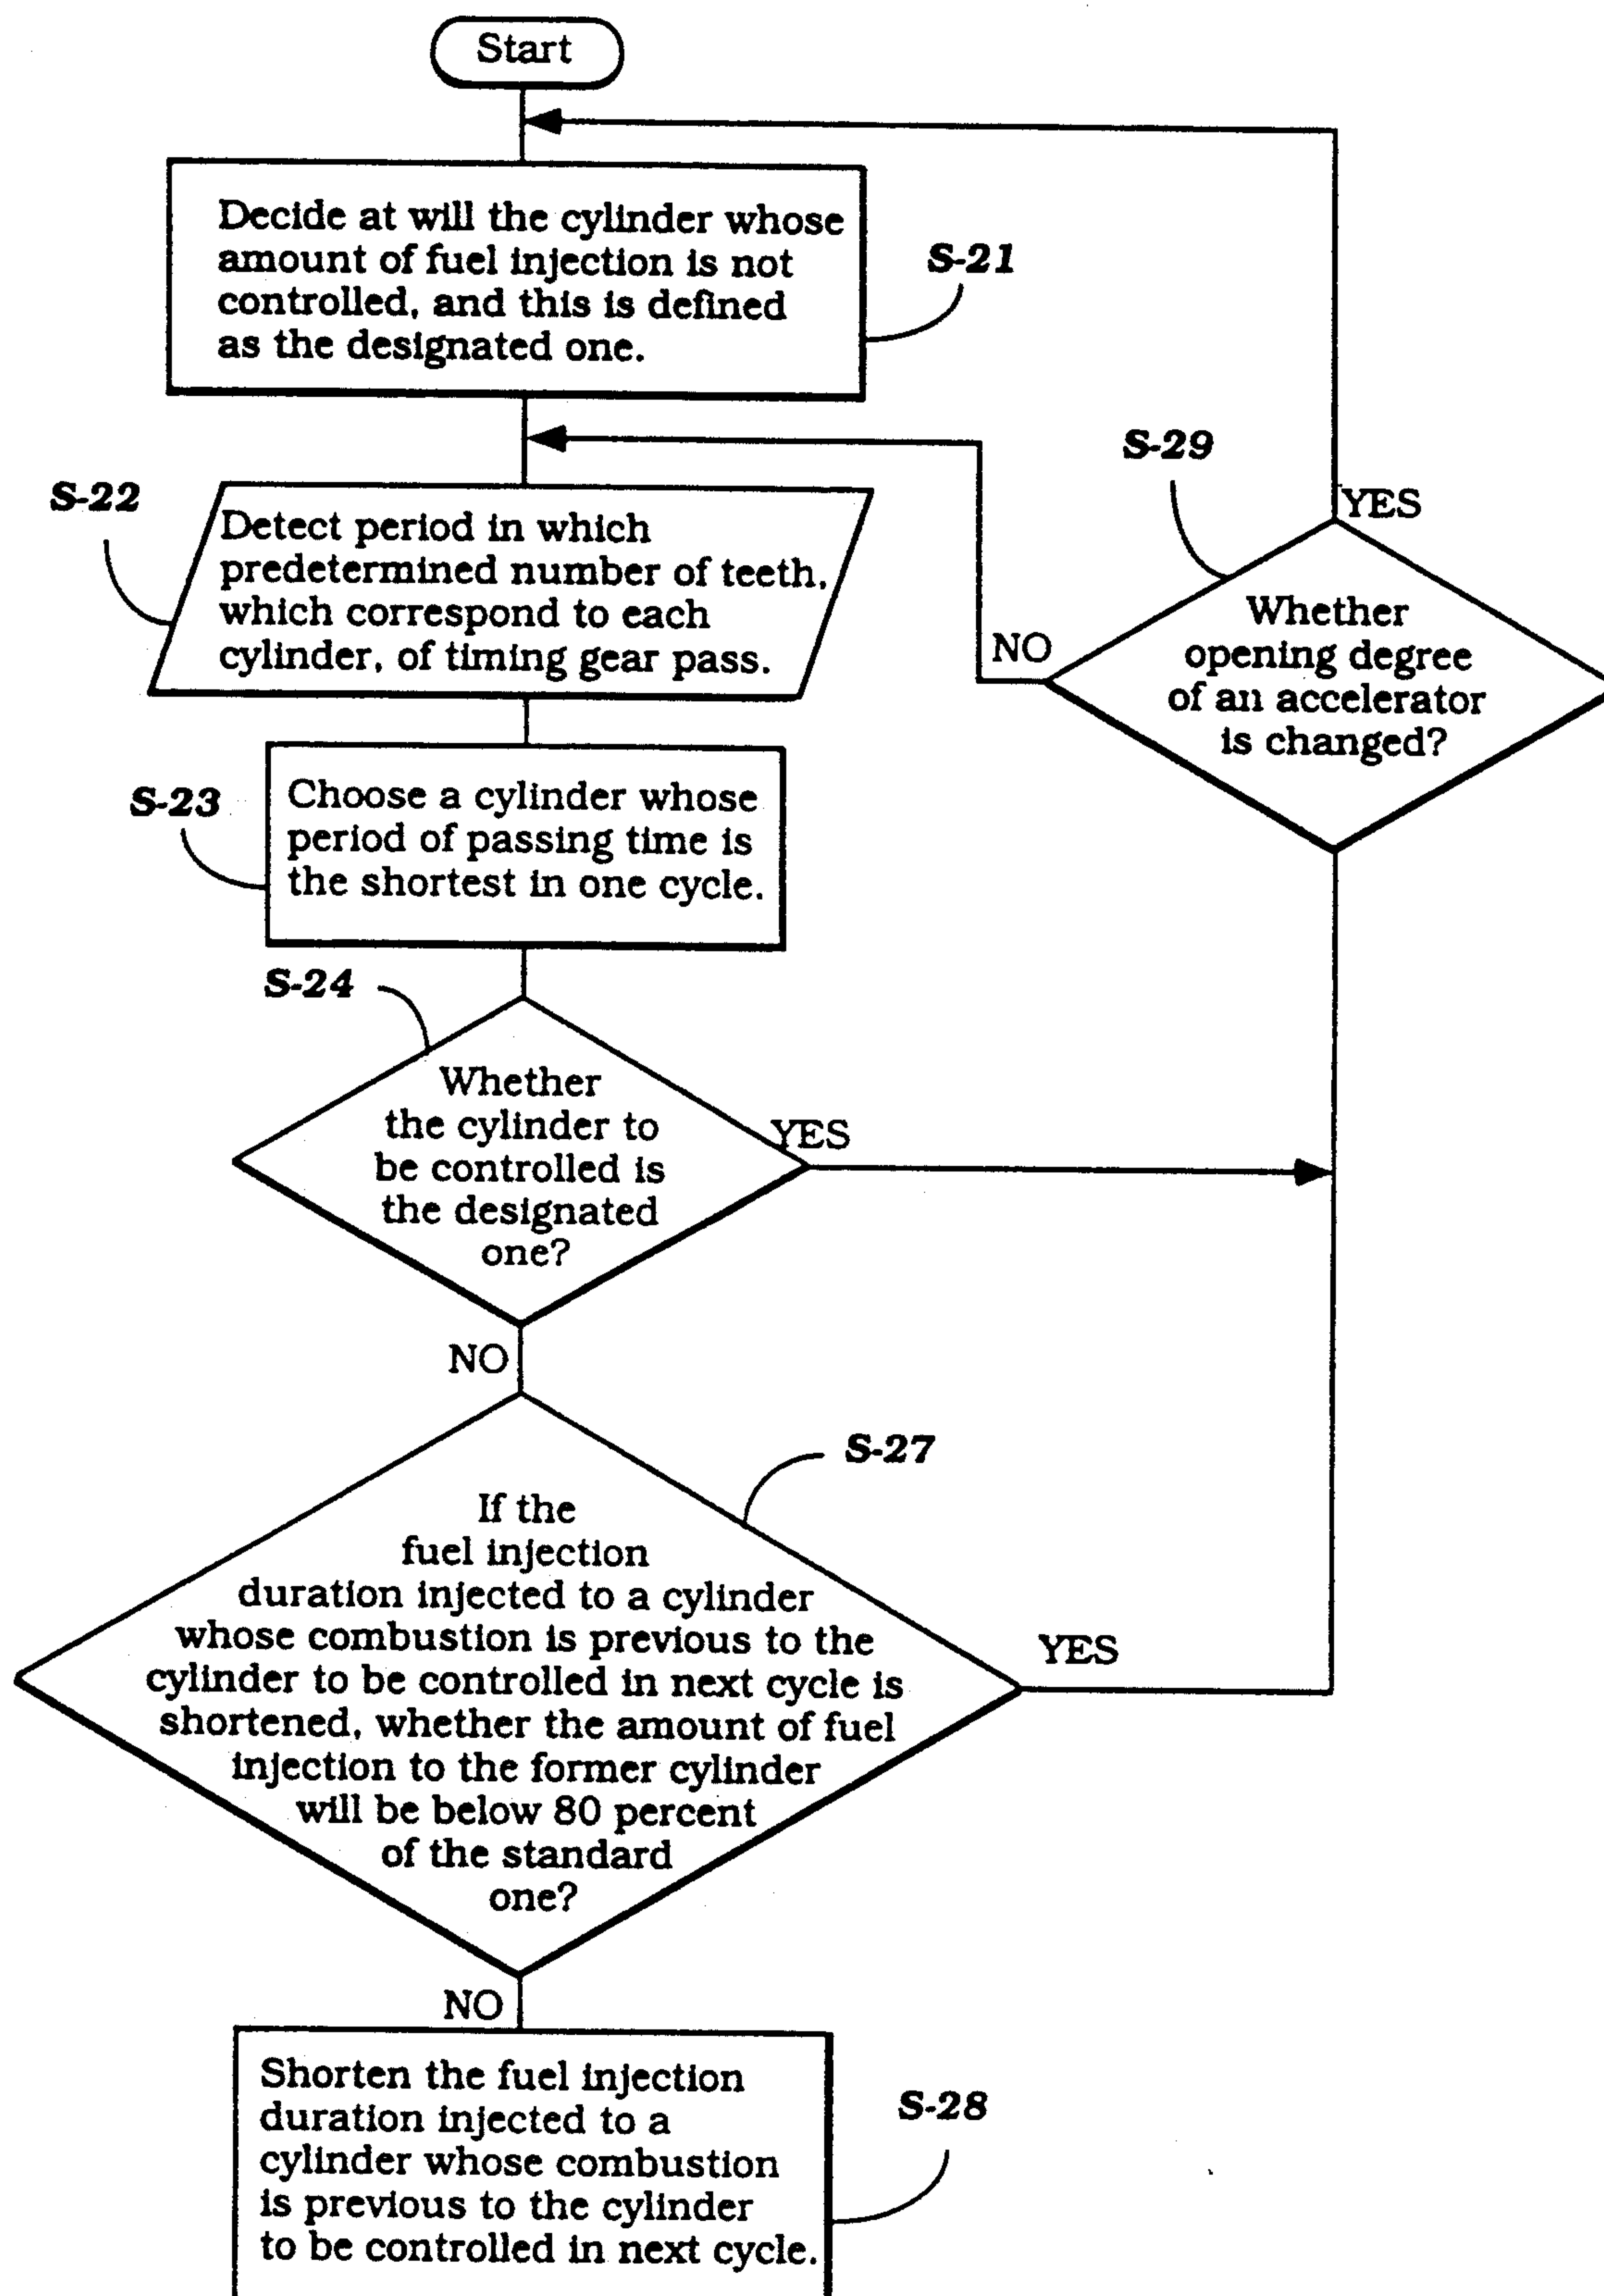 Start
Decide at will the cylinder whose
amount of fuel injection is not
controlled, and this is defined
as the designated one.
S-21
S-22
Detect period in which
predetermined number of teeth,
which correspond to each
cylinder, of timing gear pass.
S-29
YES
NO
Whether
opening degree
of an accelerator
is changed?
S-23
Choose a cylinder whose
period of passing time is
the shortest in one cycle.
S-24
Whether
the cylinder to
be controlled is
the designated
one?
YES
NO
S-27
If the
fuel injection
duration injected to a cylinder
whose combustion is previous to the
cylinder to be controlled in next cycle is
shortened, whether the amount of fuel
injection to the former cylinder
will be below 80 percent
of the standard
one?
YES
NO
Shorten the fuel injection
duration injected to a
cylinder whose combustion
is previous to the cylinder
to be controlled in next cycle.
S-28